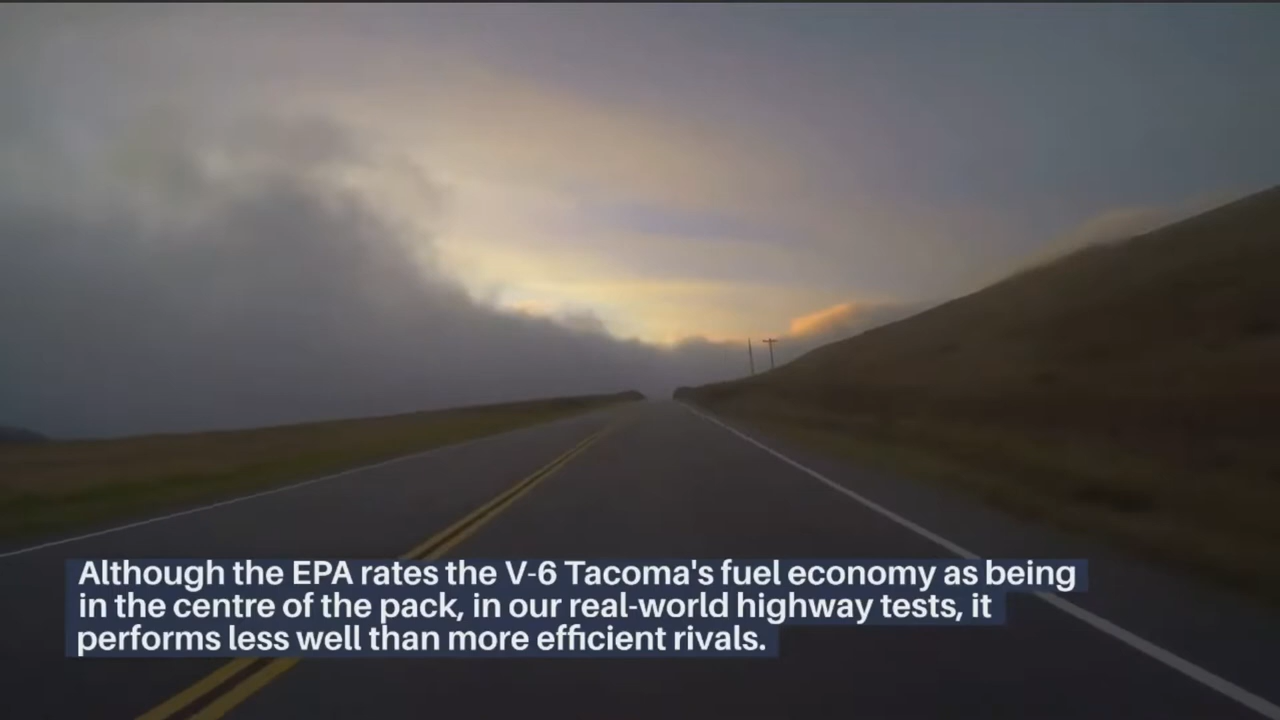 Although the EPA rates the V-6 Tacoma's fuel economy as being
in the centre of the pack, in our real-world highway tests, it
performs less well than more efficient rivals.